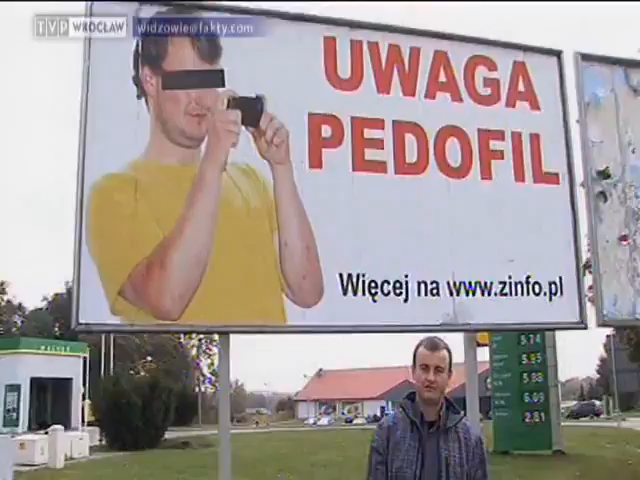 TVP WROCŁAW widzowie@fakty.com
UWAGA
PEDOFIL
Więcej na www.zinfo.pl
5.74
5.95
5.88
6.09
2.81